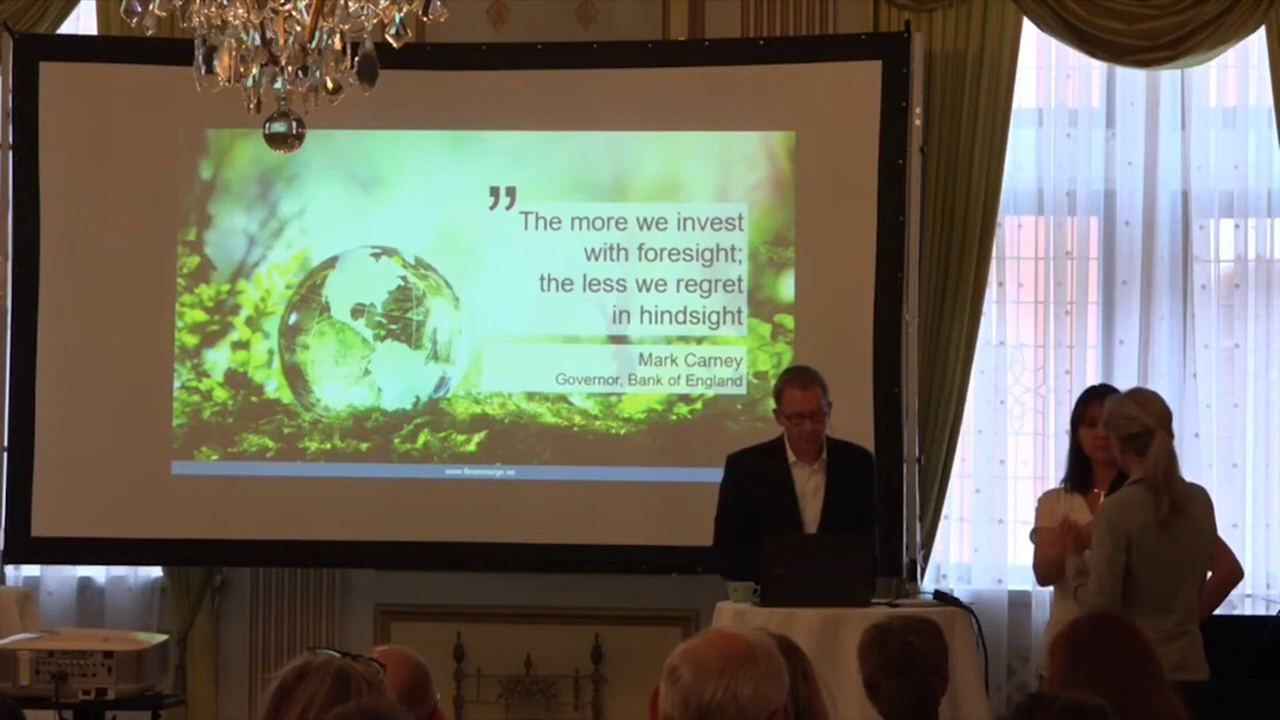 ”
The more we invest
with foresight;
the less we regret
in hindsight
Mark Carney
Governor, Bank of England